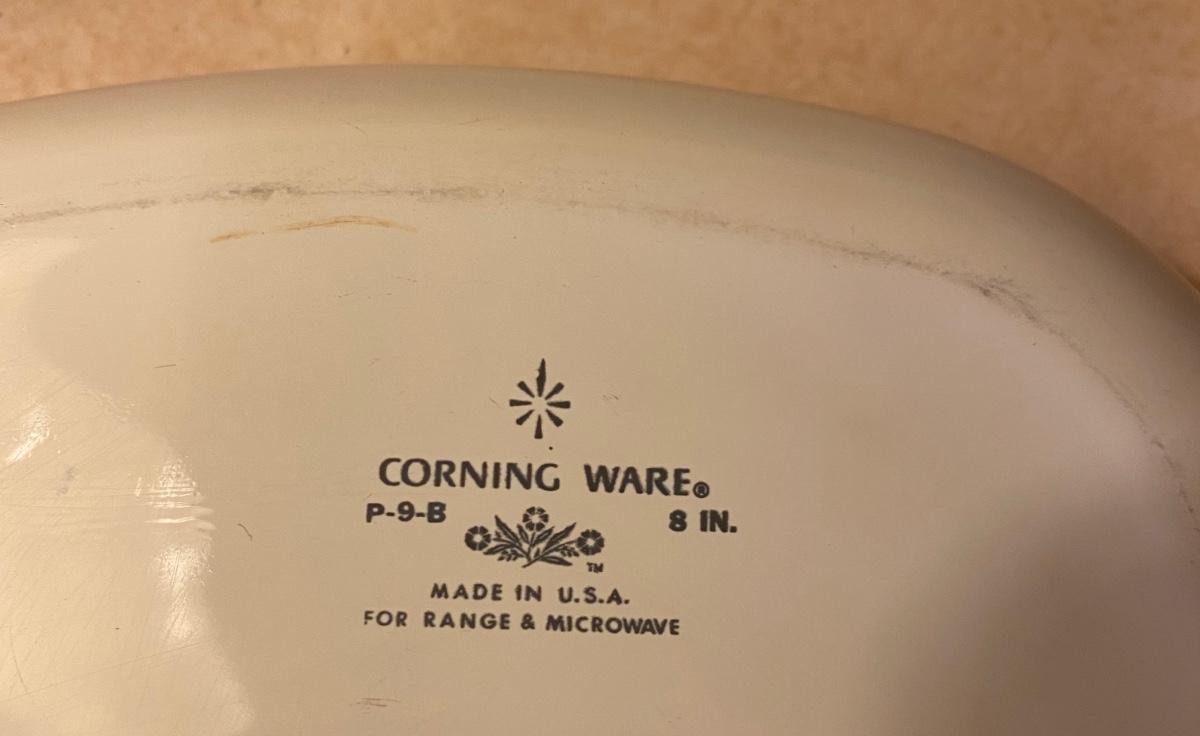 CORNING WARE®
P-9-B 8 IN.
TM
MADE IN U.S.A.
FOR RANGE & MICROWAVE